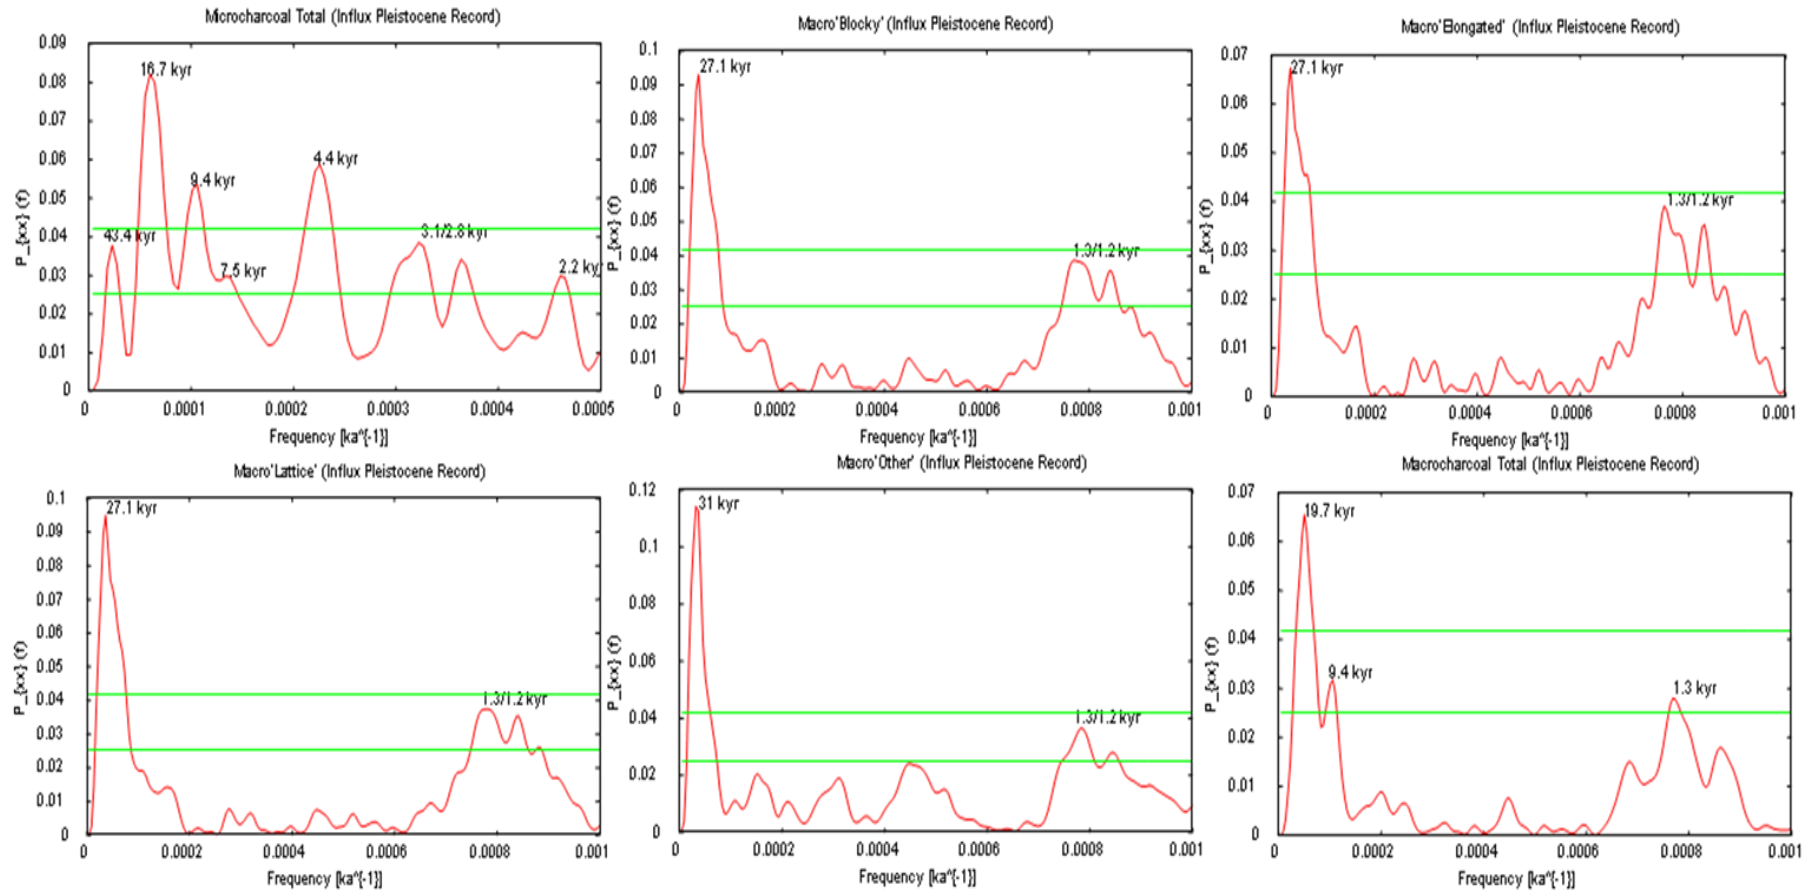 Microcharcoal Total (Influx Pleistocene Record)
0.09
0.08
0.07
0.06
0.05
0.04
0.03
0.02
0.01
0
P_{xx} (f)
16.7 kyr
9.4 kyr
4.4 kyr
43.4 kyr
7.5 kyr
3.1/2.8 kyr
2.2 ky
0
0.0001
0.0002
0.0003
0.0004
0.0005
Frequency [ka^{-1}]
Macro'Blocky' (Influx Pleistocene Record)
0.1
0.09
0.08
0.07
0.06
0.05
0.04
0.03
0.02
0.01
0
P_{xx} (f)
27.1 kyr
1.3/1.2 kyr
0
0.0002
0.0004
0.0006
0.0008
0.001
Frequency [ka^{-1}]
Macro'Elongated' (Influx Pleistocene Record)
0.07
0.06
0.05
0.04
0.03
0.02
0.01
0
P_{xx} (f)
27.1 kyr
1.3/1.2 kyr
0
0.0002
0.0004
0.0006
0.0008
0.001
Frequency [ka^{-1}]
Macro'Lattice' (Influx Pleistocene Record)
0.1
0.09
0.08
0.07
0.06
0.05
0.04
0.03
0.02
0.01
0
P_{xx} (f)
27.1 kyr
1.3/1.2 kyr
0
0.0002
0.0004
0.0006
0.0008
0.001
Frequency [ka^{-1}]
Macro'Other' (Influx Pleistocene Record)
0.12
0.1
0.08
0.06
0.04
0.02
0
P_{xx} (f)
31 kyr
1.3/1.2 kyr
0
0.0002
0.0004
0.0006
0.0008
0.001
Frequency [ka^{-1}]
Macrocharcoal Total (Influx Pleistocene Record)
0.07
0.06
0.05
0.04
0.03
0.02
0.01
0
P_{xx} (f)
19.7 kyr
9.4 kyr
1.3 kyr
0
0.0002
0.0004
0.0006
0.0008
0.001
Frequency [ka^{-1}]